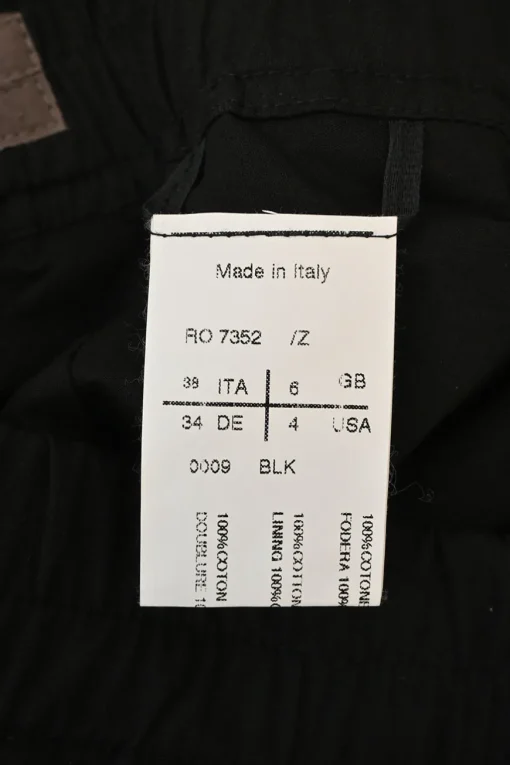 Made in Italy
RO 7352 /Z
38 ITA 6 GB
34 DE 4 USA
0009 BLK
100% COTON
DOUBLURE 10
100% COTTON
LINING 100% C
100% COTONE
FODERA 100%